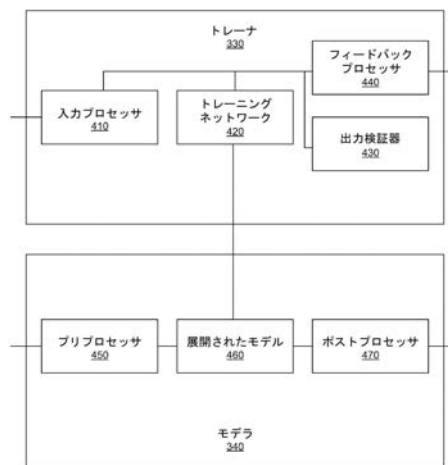 トレーナ
330
フィードバック
プロセッサ
440
入力プロセッサ
410
トレーニング
ネットワーク
420
出力検証器
430
プリプロセッサ
450
展開されたモデル
460
ポストプロセッサ
470
モデラ
340